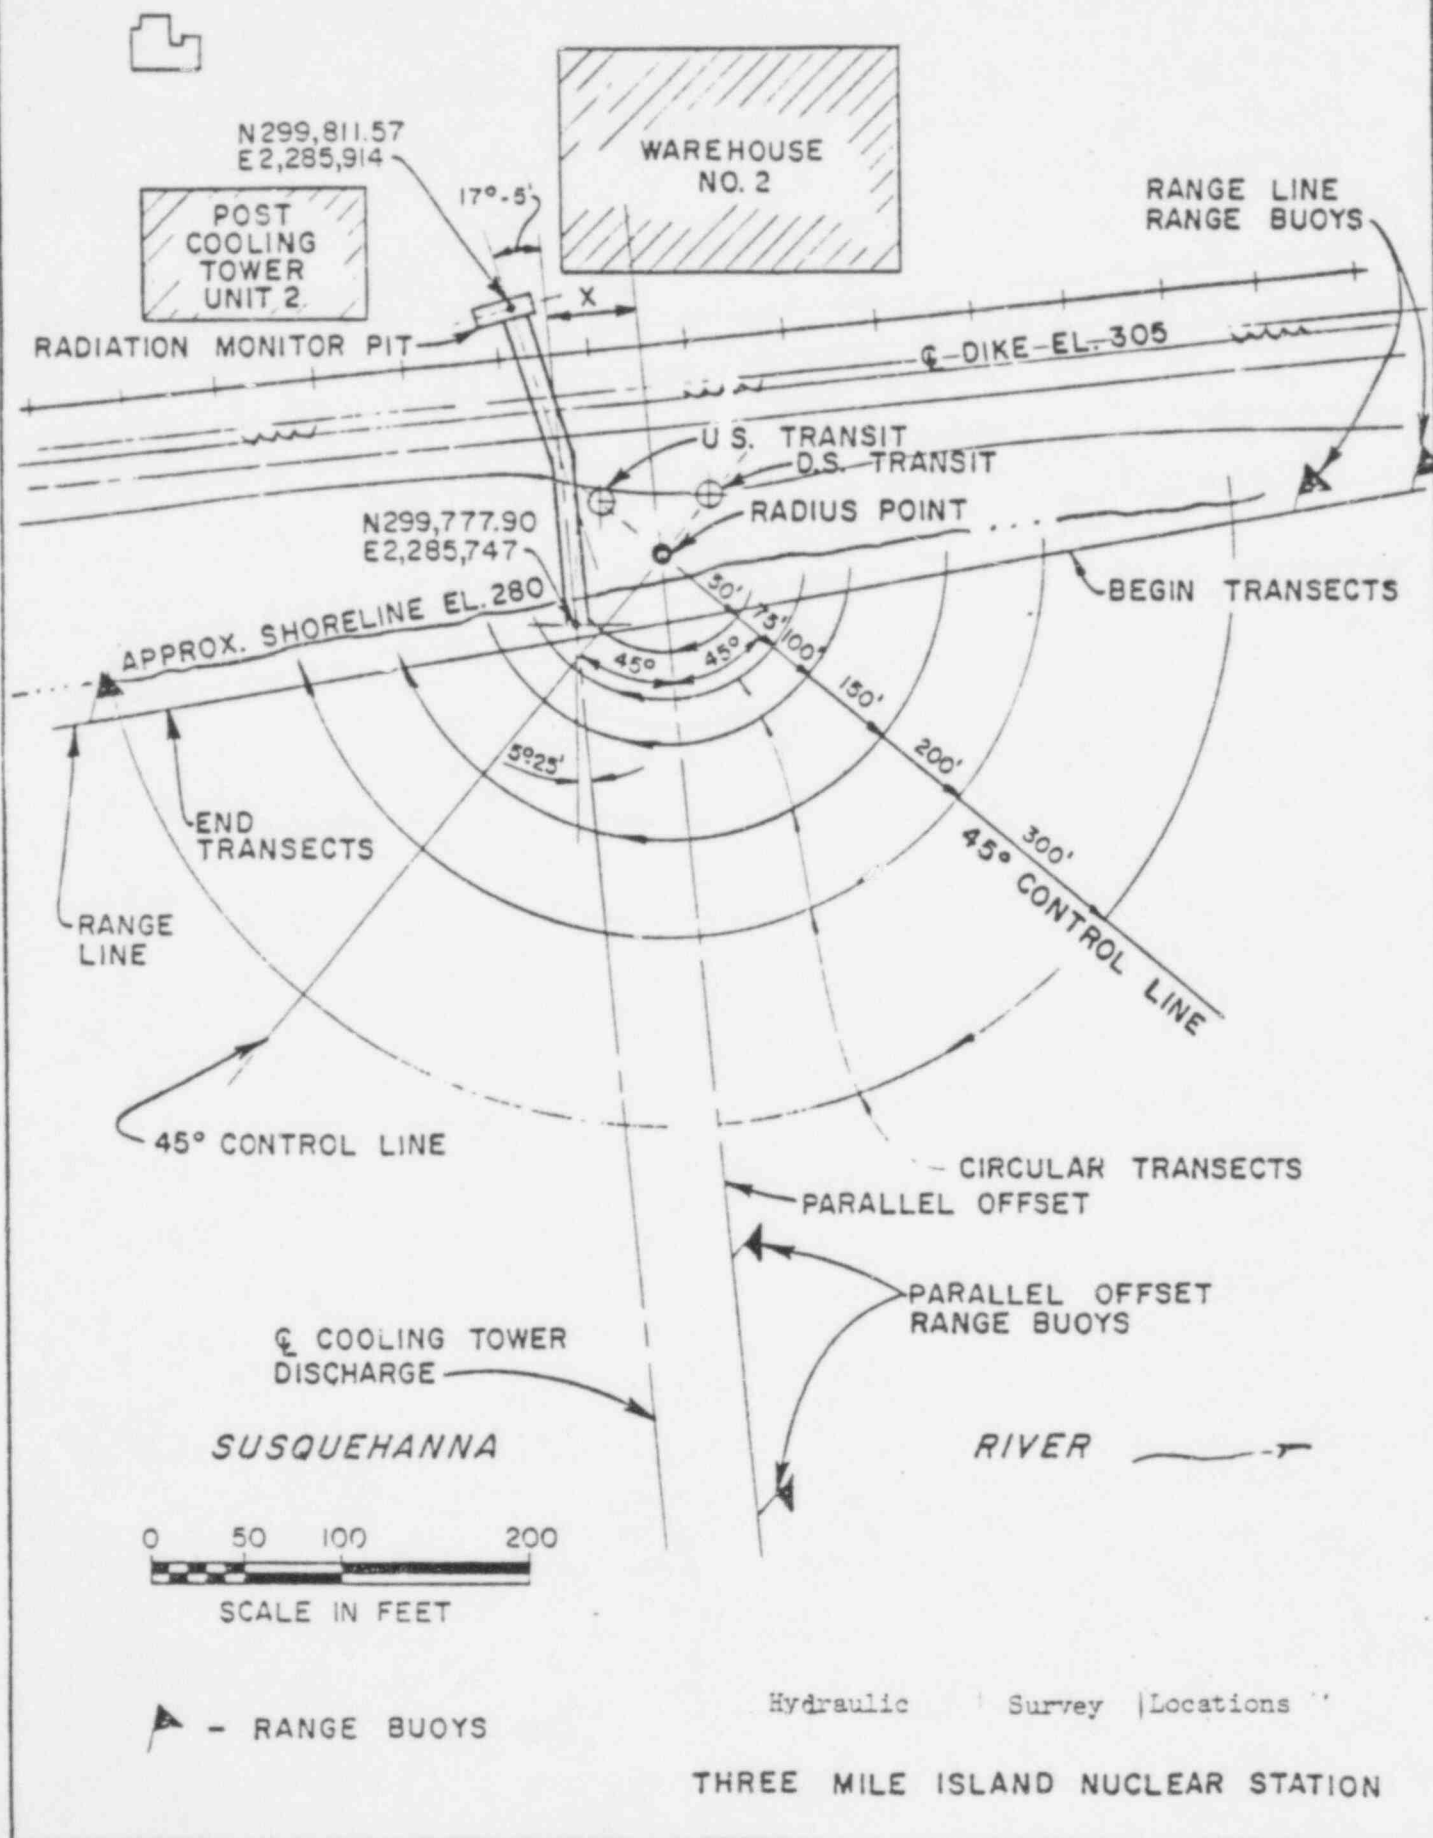 N299,811.57
E2,285,914
17°-5'
WAREHOUSE
NO. 2
POST
COOLING
TOWER
UNIT 2
RANGE LINE
RANGE BUOYS
X
RADIATION MONITOR PIT
℄ DIKE EL. 305
U.S. TRANSIT
D.S. TRANSIT
RADIUS POINT
N299,777.90
E2,285,747
APPROX. SHORELINE EL. 280
BEGIN TRANSECTS
50'
75'
100'
45°
45°
150'
200'
300'
5°25'
45° CONTROL LINE
END
TRANSECTS
RANGE
LINE
45° CONTROL LINE
CIRCULAR TRANSECTS
PARALLEL OFFSET
PARALLEL OFFSET
RANGE BUOYS
℄ COOLING TOWER
DISCHARGE
SUSQUEHANNA
RIVER
0 50 100 200
SCALE IN FEET
- RANGE BUOYS
Hydraulic Survey Locations
THREE MILE ISLAND NUCLEAR STATION